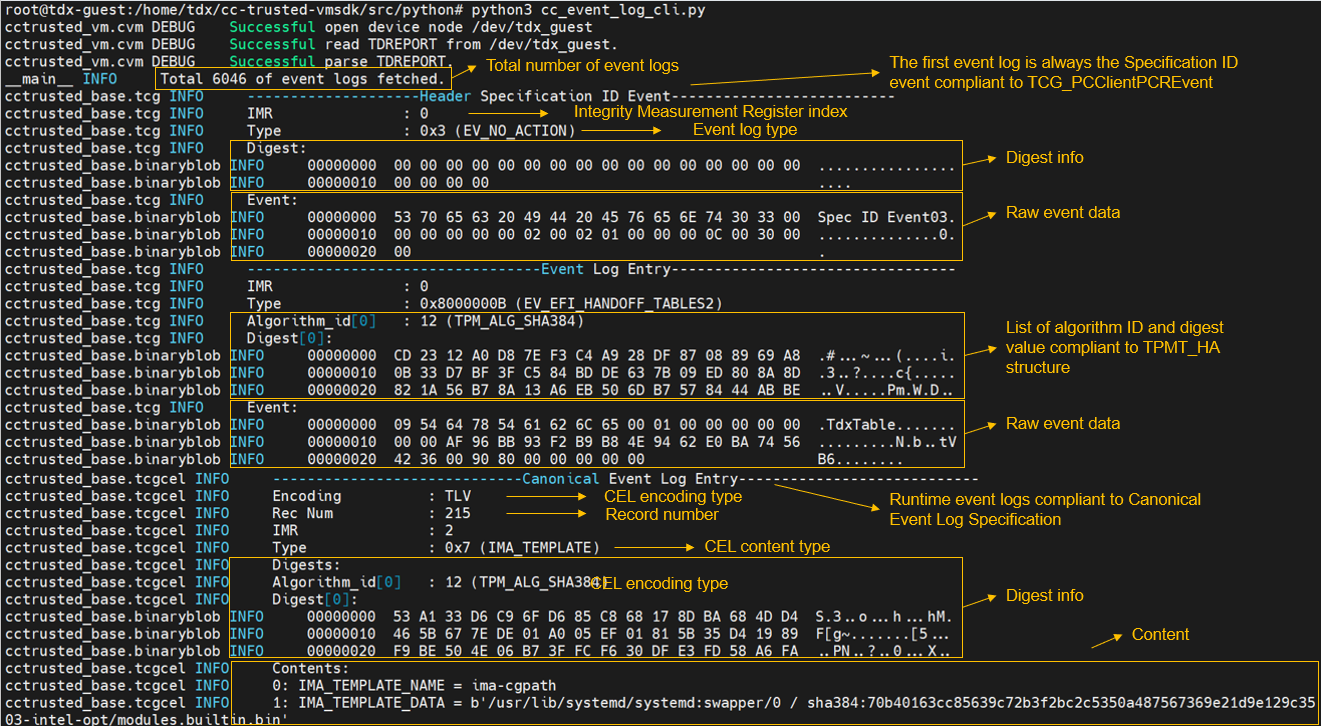 root@tdx-guest:/home/tdx/cc-trusted-vmsdk/src/python# python3 cc_event_log_cli.py
cctrusted_vm.cvm DEBUG Successful open device node /dev/tdx_guest
cctrusted_vm.cvm DEBUG Successful read TDREPORT from /dev/tdx_guest.
cctrusted_vm.cvm DEBUG Successful parse TDREPORT.
__main__ INFO Total 6046 of event logs fetched. Total number of event logs
The first event log is always the Specification ID
event compliant to TCG_PCClientPCREvent
cctrusted_base.tcg INFO --------------------Header Specification ID Event--------------------------
cctrusted_base.tcg INFO IMR : 0 Integrity Measurement Register index
cctrusted_base.tcg INFO Type : 0x3 (EV_NO_ACTION) Event log type
cctrusted_base.tcg INFO Digest:
cctrusted_base.binaryblob INFO 00000000 00 00 00 00 00 00 00 00 00 00 00 00 00 00 00 00 ................ Digest info
cctrusted_base.binaryblob INFO 00000010 00 00 00 00 ....
cctrusted_base.tcg INFO Event:
cctrusted_base.binaryblob INFO 00000000 53 70 65 63 20 49 44 20 45 76 65 6E 74 30 33 00 Spec ID Event03. Raw event data
cctrusted_base.binaryblob INFO 00000010 00 00 00 00 00 02 00 02 01 00 00 00 0C 00 30 00 ..............0.
cctrusted_base.binaryblob INFO 00000020 00 .
cctrusted_base.tcg INFO ----------------------------------Event Log Entry---------------------------------
cctrusted_base.tcg INFO IMR : 0
cctrusted_base.tcg INFO Type : 0x8000000B (EV_EFI_HANDOFF_TABLES2)
cctrusted_base.tcg INFO Algorithm_id[0] : 12 (TPM_ALG_SHA384)
cctrusted_base.tcg INFO Digest[0]:
List of algorithm ID and digest
value compliant to TPMT_HA
structure
cctrusted_base.binaryblob INFO 00000000 CD 23 12 A0 D8 7E F3 C4 A9 28 DF 87 08 89 69 A8 .#...~...(....i.
cctrusted_base.binaryblob INFO 00000010 0B 33 D7 BF 3F C5 84 BD DE 63 7B 09 ED 80 8A 8D .3..?....c{.....
cctrusted_base.binaryblob INFO 00000020 82 1A 56 B7 8A 13 A6 EB 50 6D B7 57 84 44 AB BE ..V.....Pm.W.D..
cctrusted_base.tcg INFO Event:
cctrusted_base.binaryblob INFO 00000000 09 54 64 78 54 61 62 6C 65 00 01 00 00 00 00 00 .TdxTable....... Raw event data
cctrusted_base.binaryblob INFO 00000010 00 00 AF 96 BB 93 F2 B9 B8 4E 94 62 E0 BA 74 56 .........N.b..tV
cctrusted_base.binaryblob INFO 00000020 42 36 00 90 80 00 00 00 00 00 B6........
cctrusted_base.tcgcel INFO -----------------------------Canonical Event Log Entry----------------------------
cctrusted_base.tcgcel INFO Encoding : TLV CEL encoding type
Runtime event logs compliant to Canonical
Event Log Specification
cctrusted_base.tcgcel INFO Rec Num : 215 Record number
cctrusted_base.tcgcel INFO IMR : 2
cctrusted_base.tcgcel INFO Type : 0x7 (IMA_TEMPLATE) CEL content type
cctrusted_base.tcgcel INFO Digests:
cctrusted_base.tcgcel INFO Algorithm_id[0] : 12 (TPM_ALG_SHA384) CEL encoding type
cctrusted_base.tcgcel INFO Digest[0]: Digest info
cctrusted_base.binaryblob INFO 00000000 53 A1 33 D6 C9 6F D6 85 C8 68 17 8D BA 68 4D D4 S.3..o...h...hM.
cctrusted_base.binaryblob INFO 00000010 46 5B 67 7E DE 01 A0 05 EF 01 81 5B 35 D4 19 89 F[g~.......[5... Content
cctrusted_base.binaryblob INFO 00000020 F9 BE 50 4E 06 B7 3F FC F6 30 DF E3 FD 58 A6 FA ..PN..?..0...X..
cctrusted_base.tcgcel INFO Contents:
cctrusted_base.tcgcel INFO 0: IMA_TEMPLATE_NAME = ima-cgpath
cctrusted_base.tcgcel INFO 1: IMA_TEMPLATE_DATA = b'/usr/lib/systemd/systemd:swapper/0 / sha384:70b40163cc85639c72b3f2bc2c5350a487567369e21d9e129c35
03-intel-opt/modules.builtin.bin'